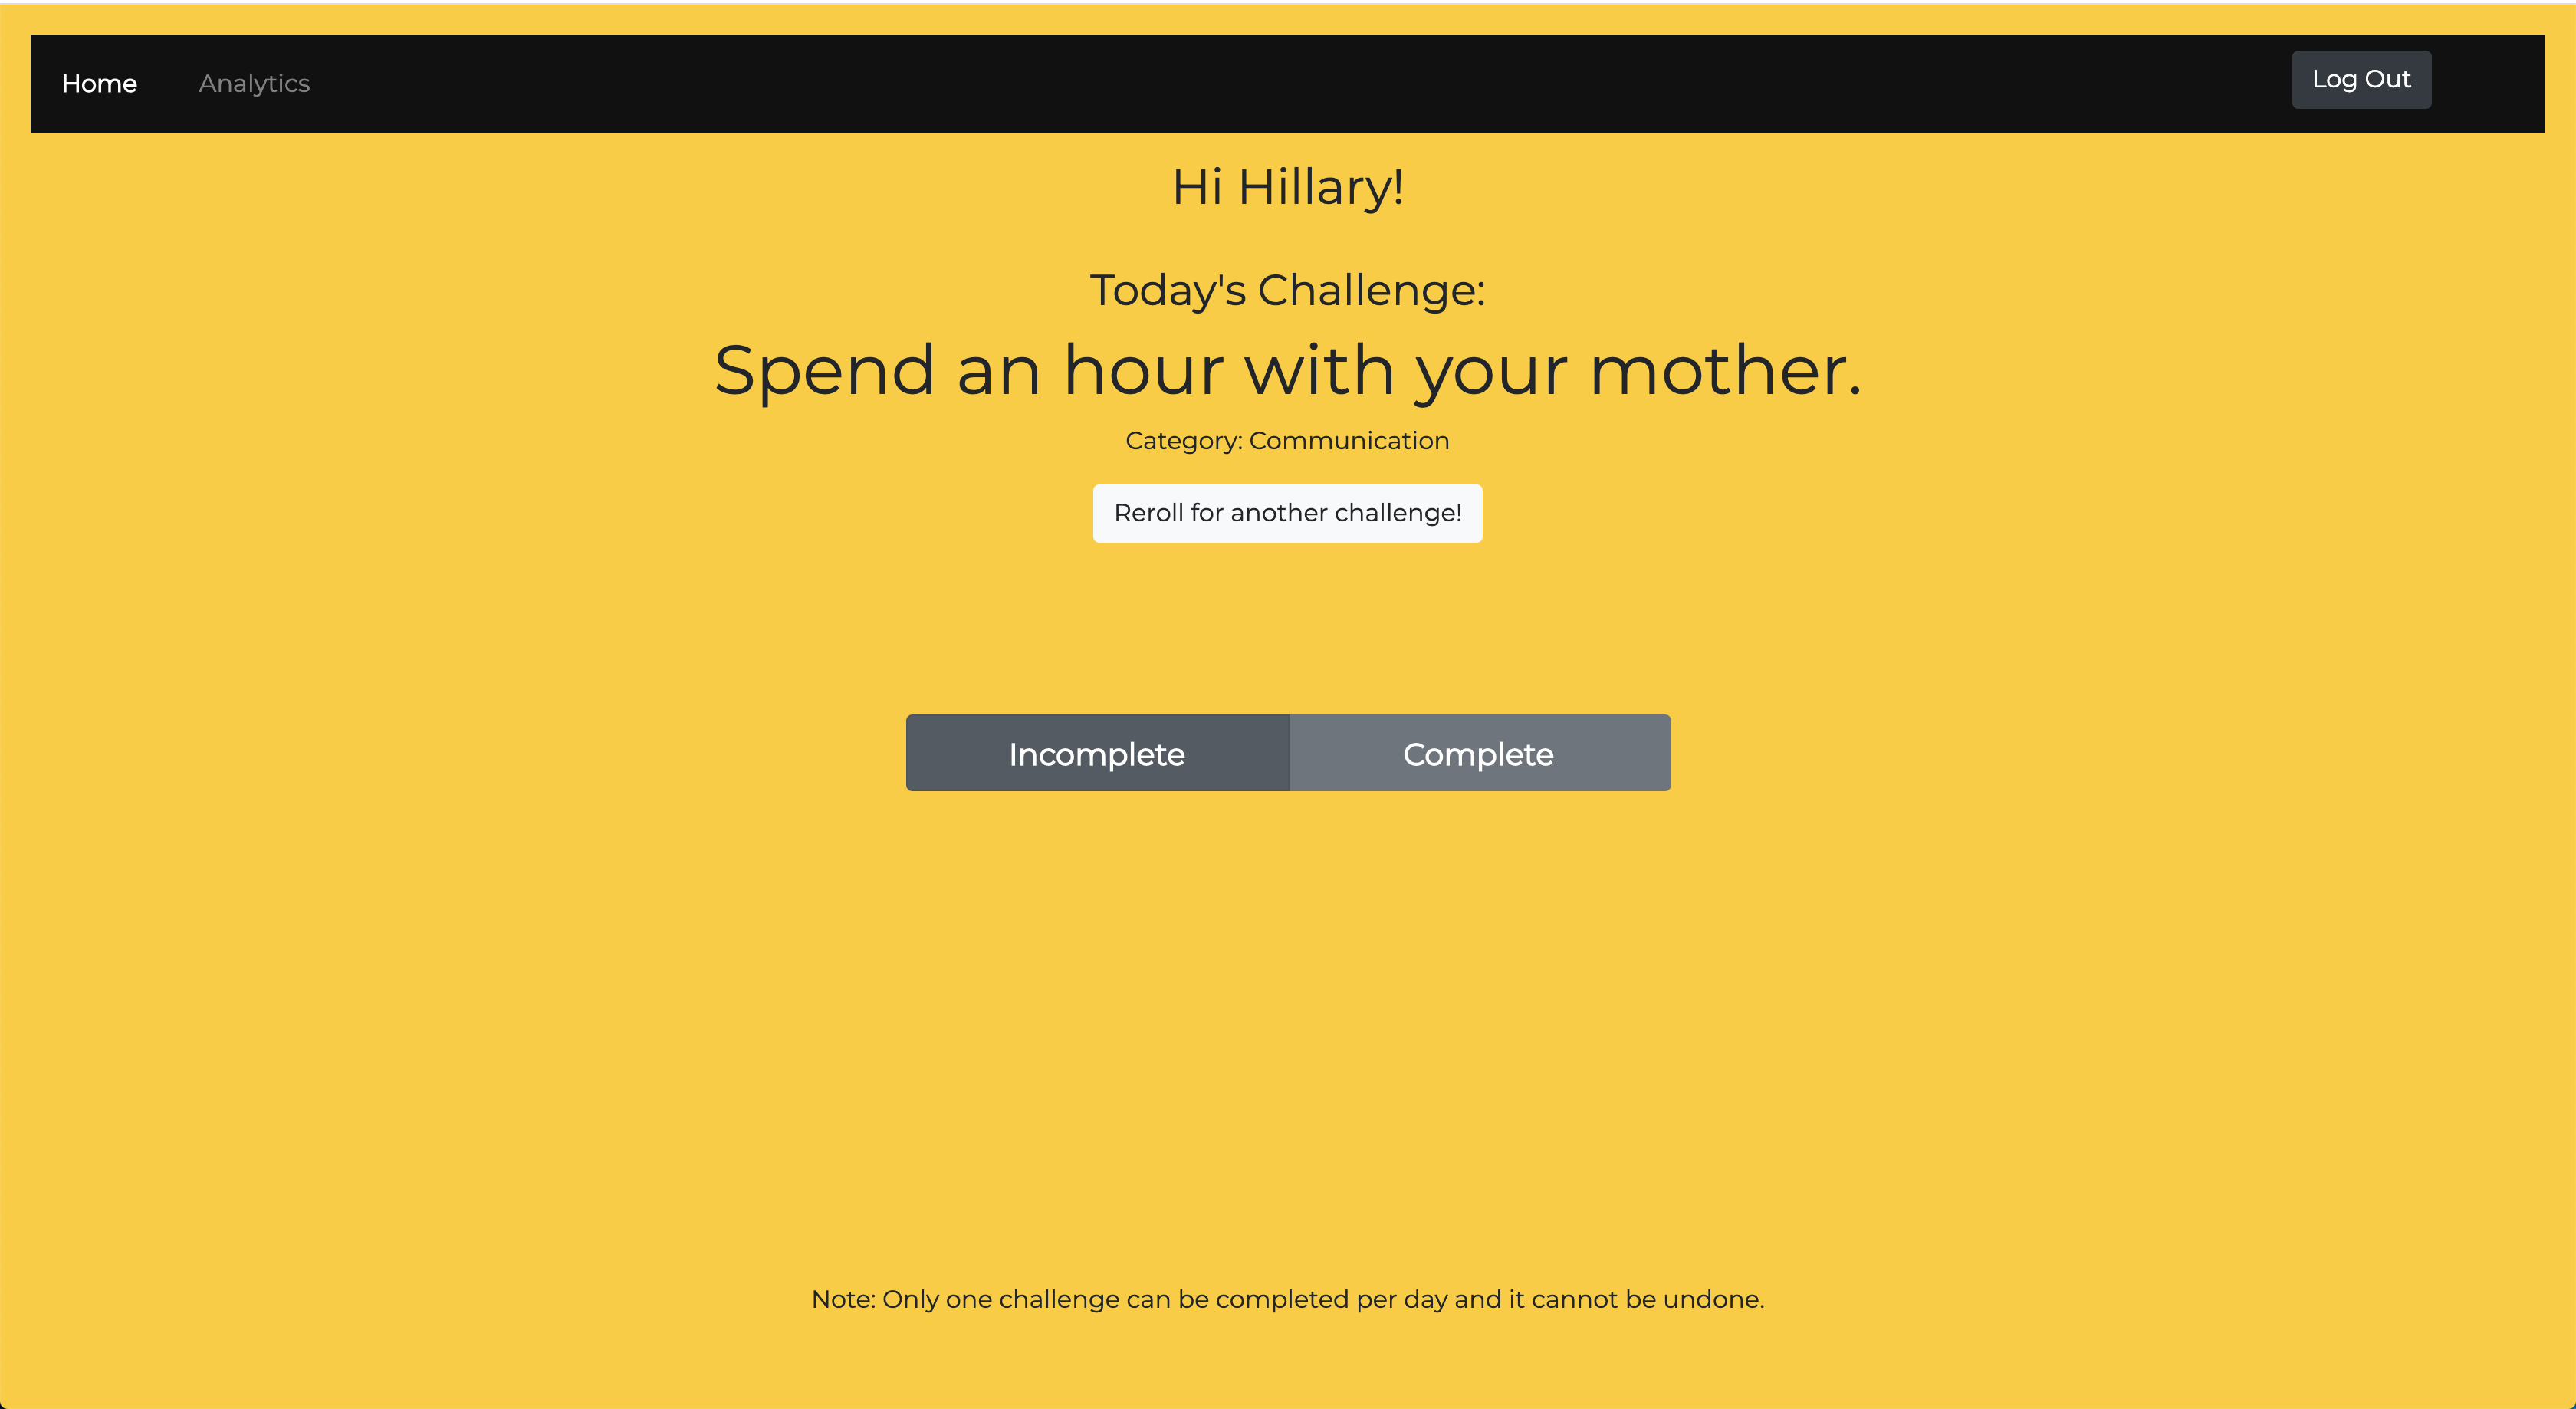 Home Analytics Log Out
Hi Hillary!
Today's Challenge:
Spend an hour with your mother.
Category: Communication
Reroll for another challenge!
Incomplete Complete
Note: Only one challenge can be completed per day and it cannot be undone.